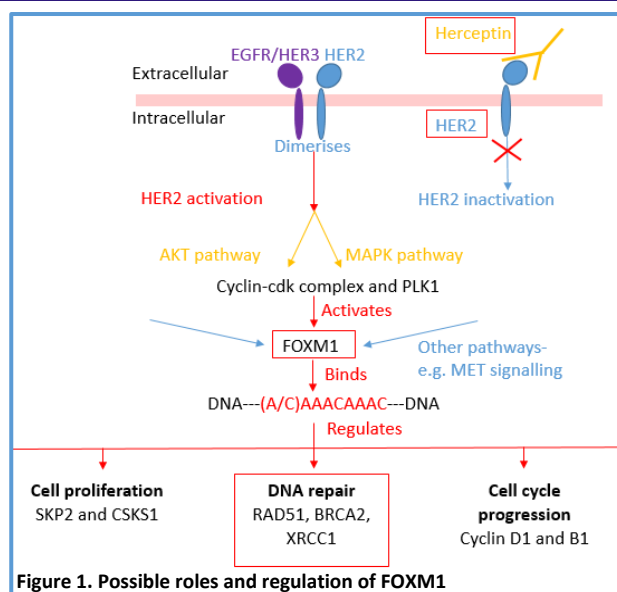 Herceptin
EGFR/HER3 HER2
Extracellular
Intracellular
HER2
Dimerises
HER2 activation
HER2 inactivation
AKT pathway
MAPK pathway
Cyclin-cdk complex and PLK1
Activates
FOXM1
Other pathways-
e.g. MET signalling
Binds
DNA---(A/C)AAACAAAC---DNA
Regulates
Cell proliferation
SKP2 and CSKS1
DNA repair
RAD51, BRCA2,
XRCC1
Cell cycle
progression
Cyclin D1 and B1
Figure 1. Possible roles and regulation of FOXM1